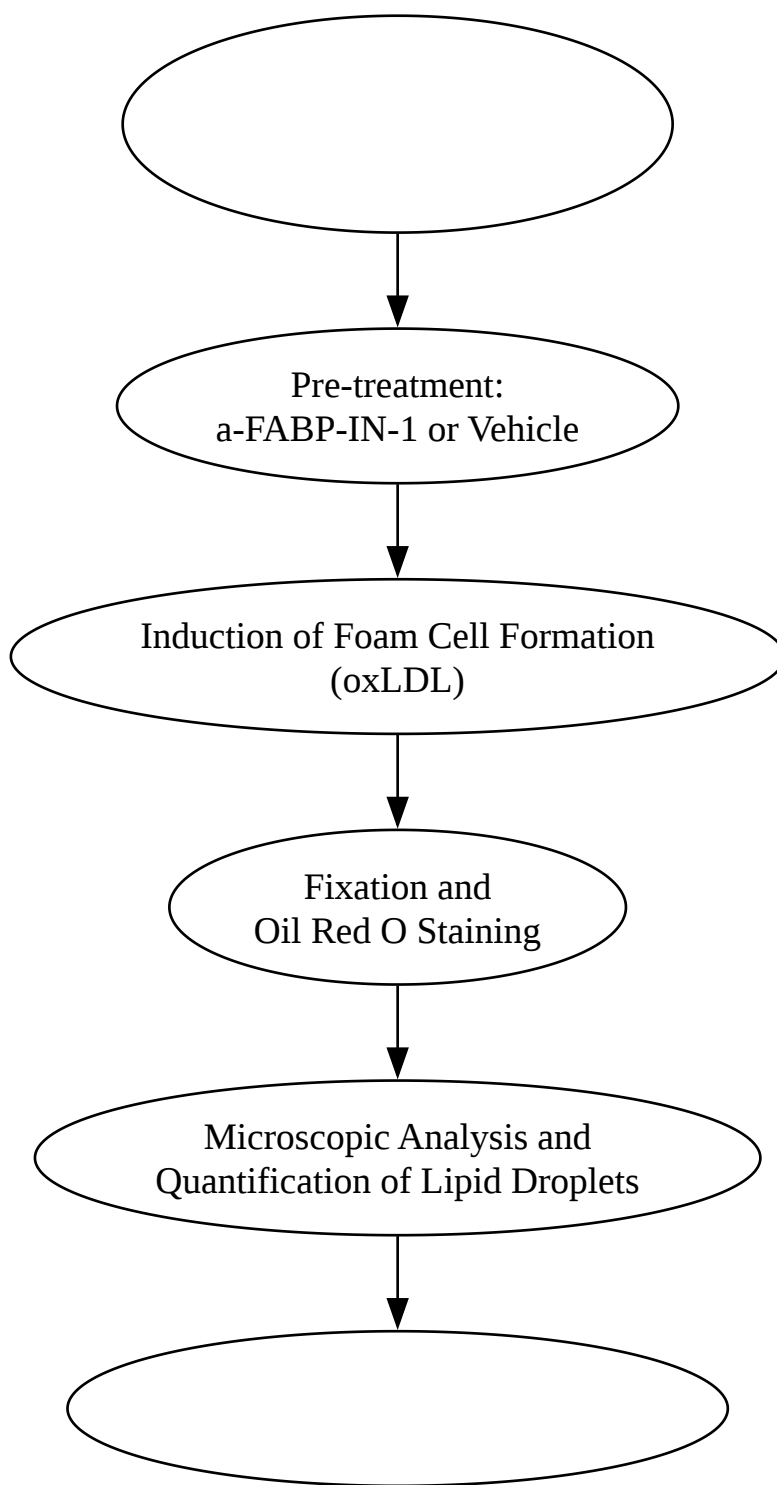 Pre-treatment:
a-FABP-IN-1 or Vehicle
Induction of Foam Cell Formation
(oxLDL)
Fixation and
Oil Red O Staining
Microscopic Analysis and
Quantification of Lipid Droplets